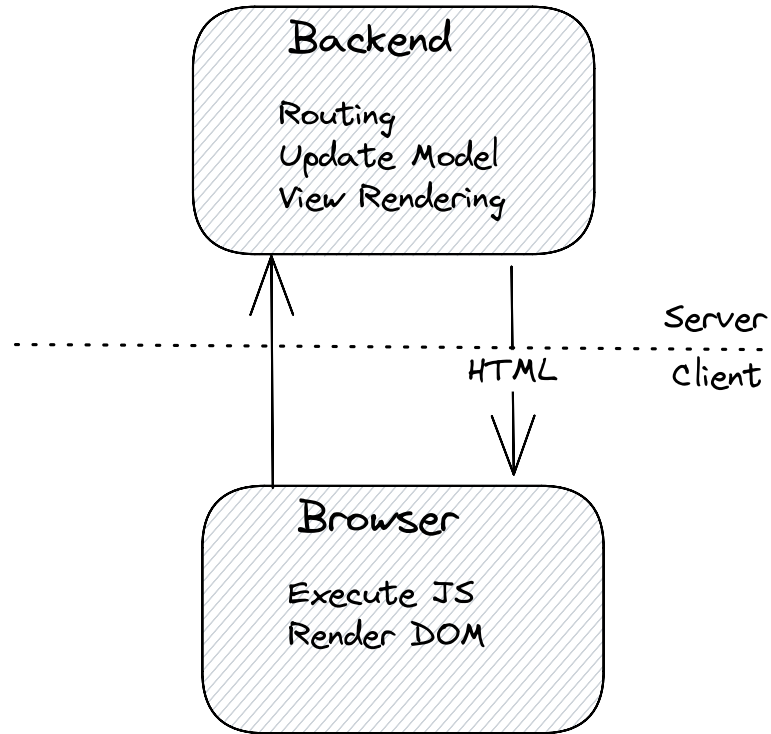 Backend
Routing
Update Model
View Rendering
Server
HTML
Client
Browser
Execute JS
Render DOM